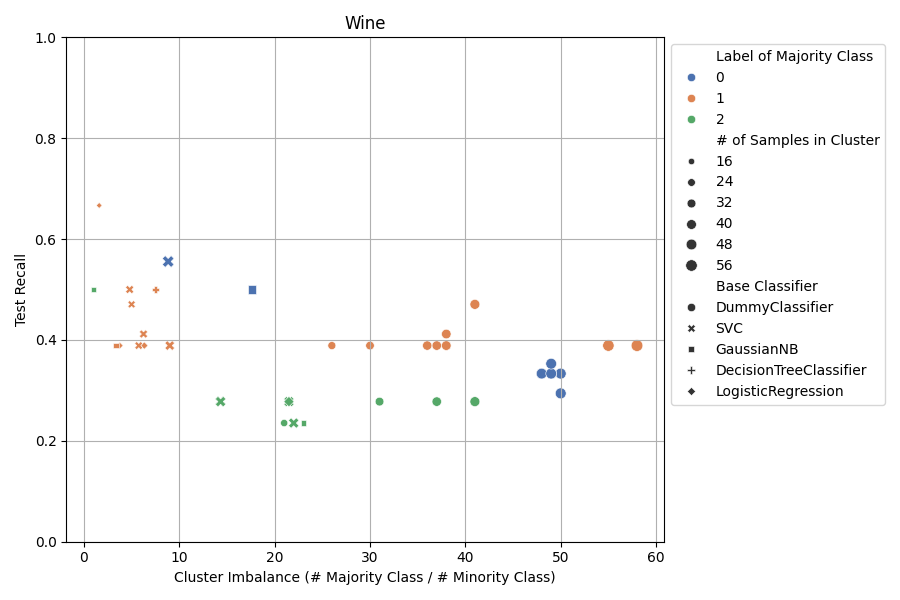 Wine
1.0
0.8
0.6
0.4
0.2
0.0
Test Recall
0 10 20 30 40 50 60
Cluster Imbalance (# Majority Class / # Minority Class)
Label of Majority Class
0
1
2
# of Samples in Cluster
16
24
32
40
48
56
Base Classifier
DummyClassifier
SVC
GaussianNB
DecisionTreeClassifier
LogisticRegression